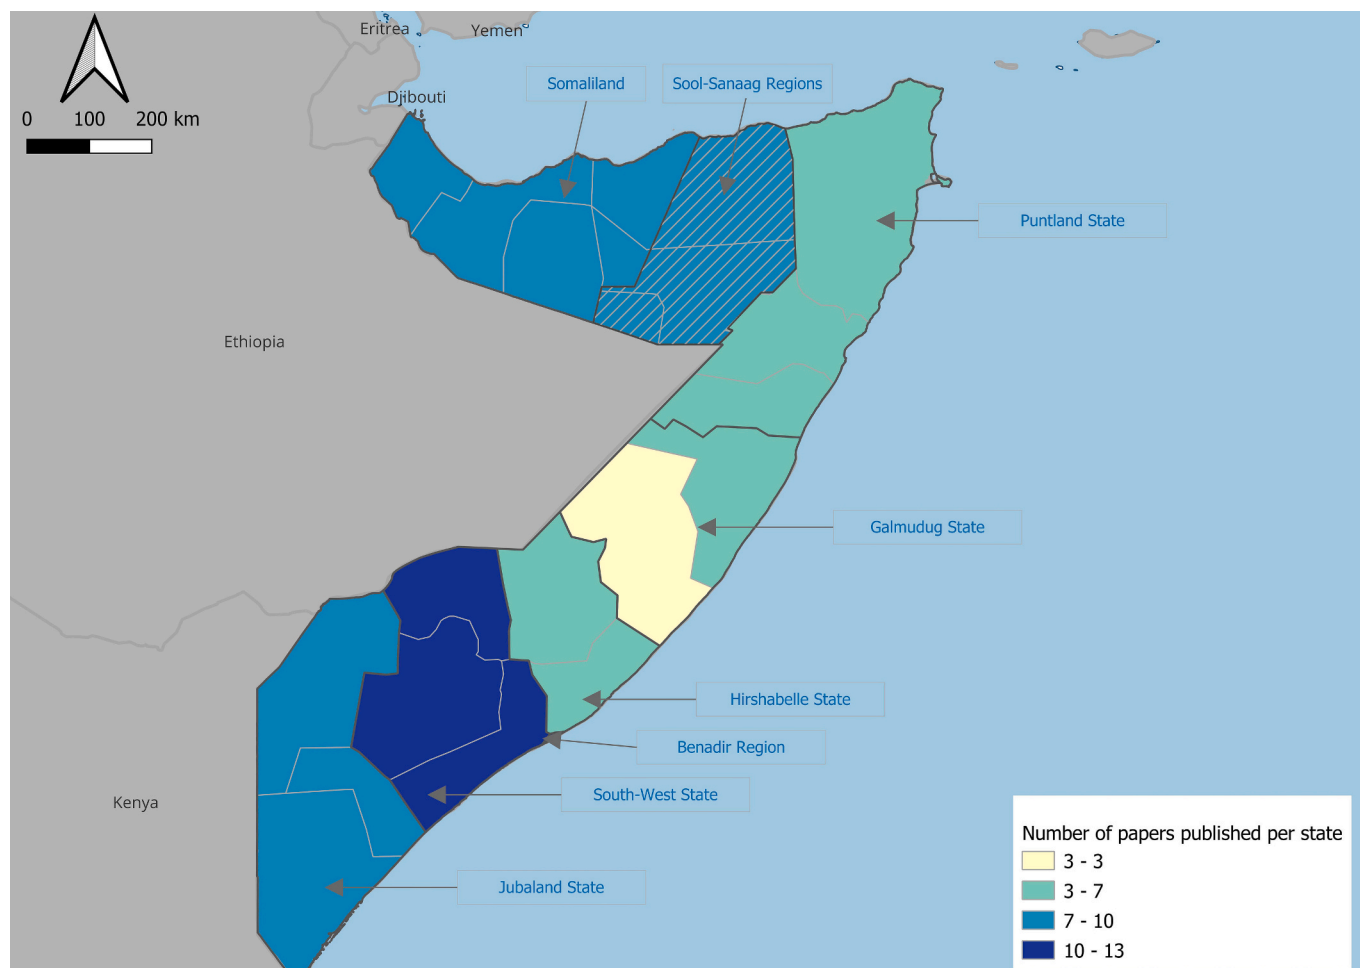 Eritrea
Yemen
Djibouti
0 100 200 km
Somaliland
Sool-Sanaag Regions
Puntland State
Ethiopia
Galmudug State
Hirshabelle State
Benadir Region
South-West State
Kenya
Jubaland State
Number of papers published per state
3 - 3
3 - 7
7 - 10
10 - 13